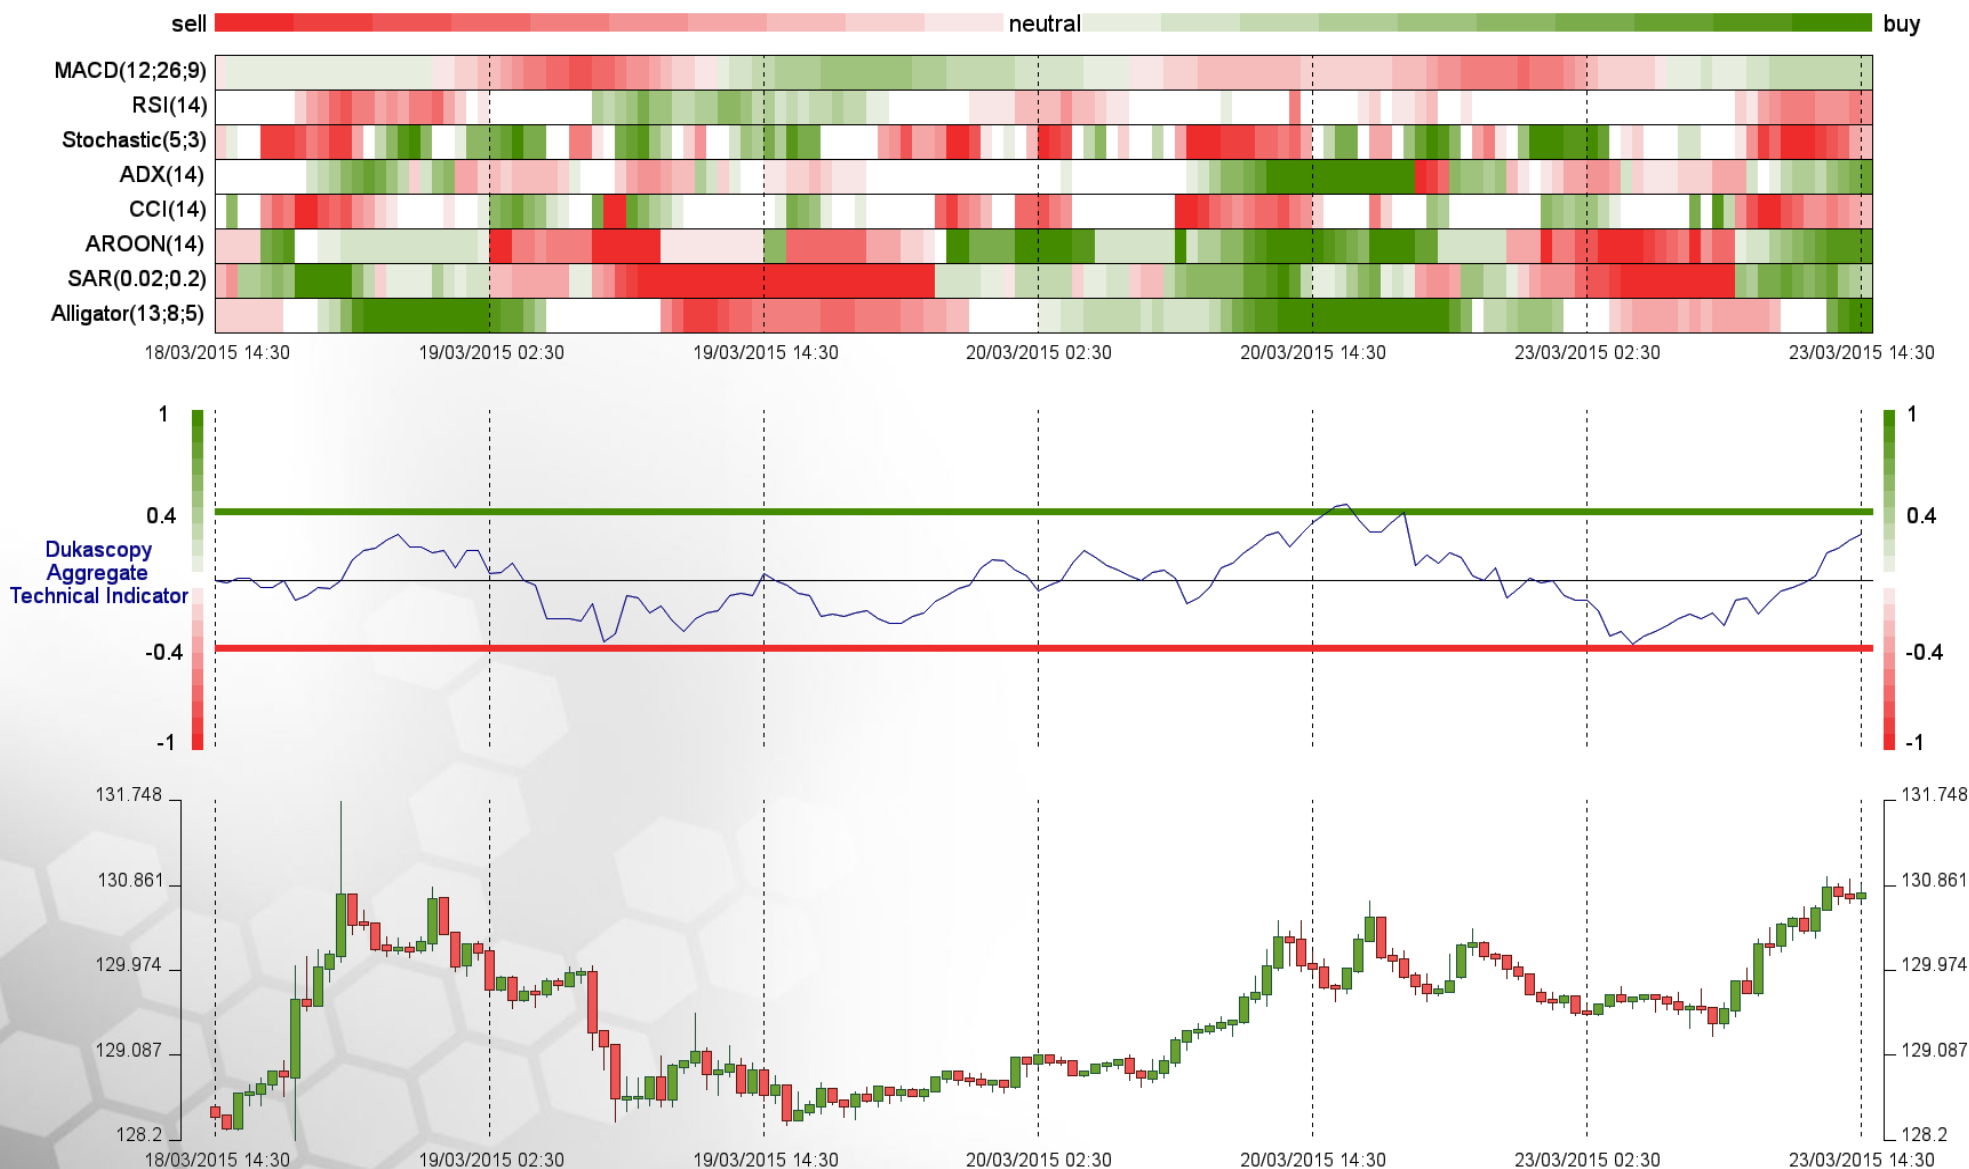 sell neutral buy
MACD(12;26;9)
RSI(14)
Stochastic(5;3)
ADX(14)
CCI(14)
AROON(14)
SAR(0.02;0.2)
Alligator(13;8;5)
18/03/2015 14:30 19/03/2015 02:30 19/03/2015 14:30 20/03/2015 02:30 20/03/2015 14:30 23/03/2015 02:30 23/03/2015 14:30
1 1
0.4 0.4
Dukascopy
Aggregate
Technical Indicator
-0.4 -0.4
-1 -1
131.748 131.748
130.861 130.861
129.974 129.974
129.087 129.087
128.2 128.2
18/03/2015 14:30 19/03/2015 02:30 19/03/2015 14:30 20/03/2015 02:30 20/03/2015 14:30 23/03/2015 02:30 23/03/2015 14:30